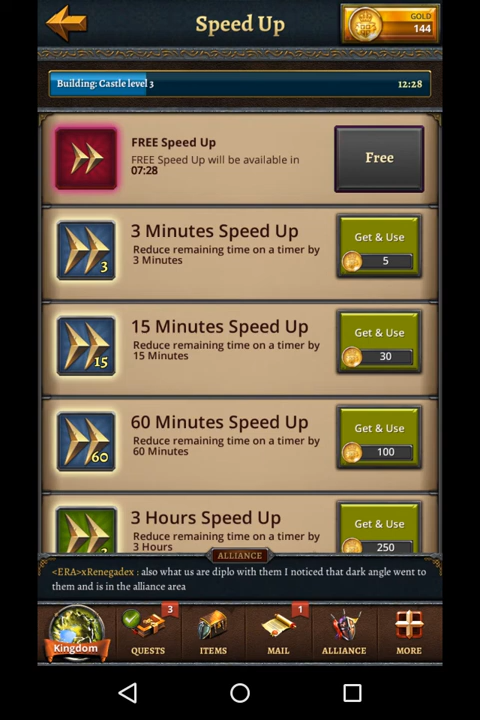 Speed Up
GOLD
144
Building: Castle level 3
12:28
FREE Speed Up
FREE Speed Up will be available in
07:28
Free
3 Minutes Speed Up
Reduce remaining time on a timer by
3 Minutes
3
Get & Use
5
15 Minutes Speed Up
Reduce remaining time on a timer by
15 Minutes
15
Get & Use
30
60 Minutes Speed Up
Reduce remaining time on a timer by
60 Minutes
60
Get & Use
100
3 Hours Speed Up
Reduce remaining time on a timer by
3 Hours
Get & Use
250
ALLIANCE
<ERA>xRenegadex : also what us are diplo with them I noticed that dark angle went to
them and is in the alliance area
3
1
Kingdom
QUESTS
ITEMS
MAIL
ALLIANCE
MORE